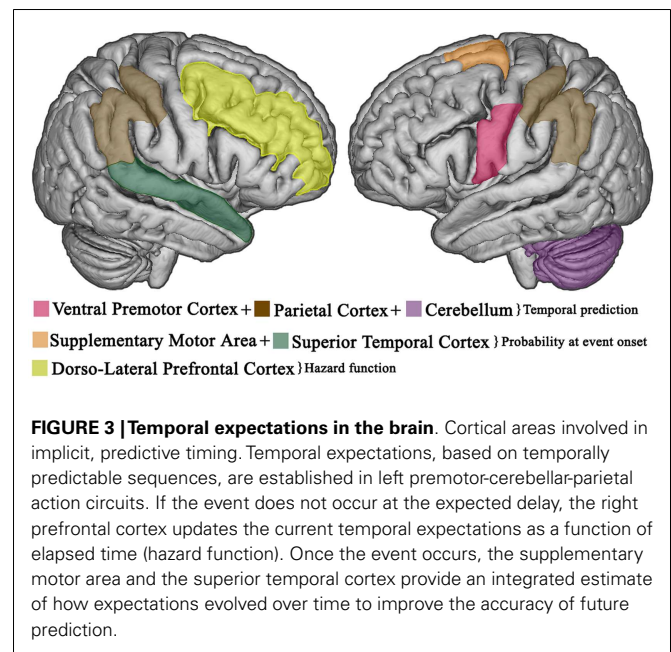 Ventral Premotor Cortex + Parietal Cortex + Cerebellum } Temporal prediction
Supplementary Motor Area + Superior Temporal Cortex } Probability at event onset
Dorso-Lateral Prefrontal Cortex } Hazard function
FIGURE 3 | Temporal expectations in the brain. Cortical areas involved in
implicit, predictive timing. Temporal expectations, based on temporally
predictable sequences, are established in left premotor-cerebellar-parietal
action circuits. If the event does not occur at the expected delay, the right
prefrontal cortex updates the current temporal expectations as a function of
elapsed time (hazard function). Once the event occurs, the supplementary
motor area and the superior temporal cortex provide an integrated estimate
of how expectations evolved over time to improve the accuracy of future
prediction.